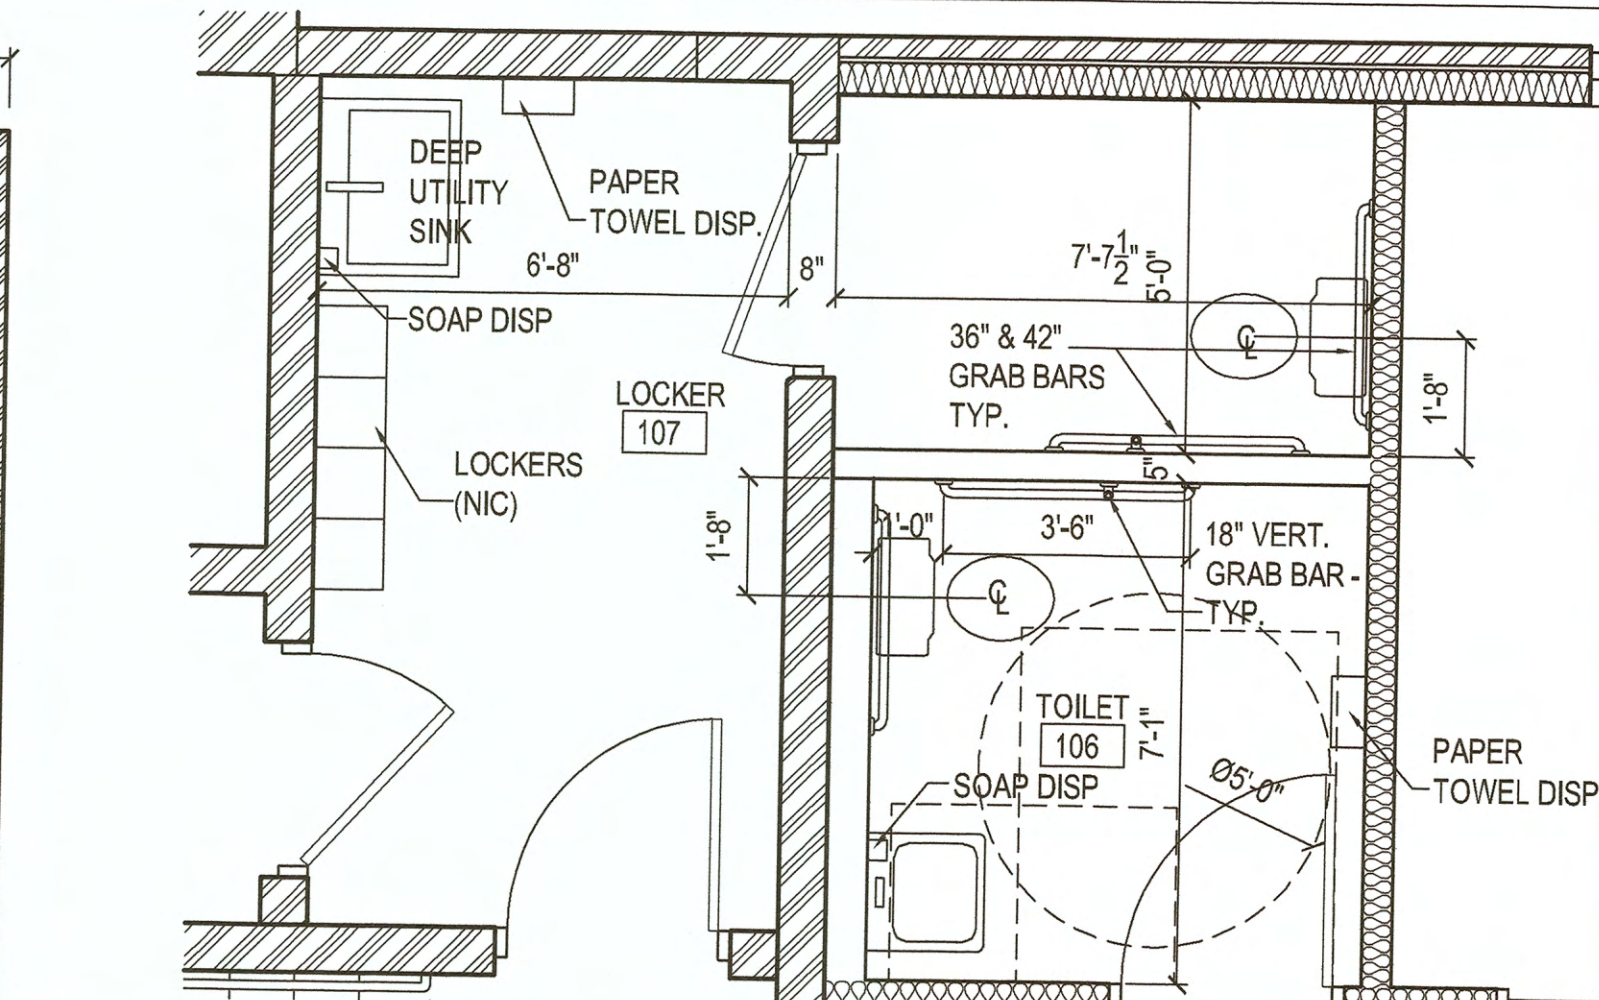 DEEP
UTILITY
SINK
PAPER
TOWEL DISP.
6'-8"
8"
7'-7 1/2"
5'-0"
SOAP DISP
36" & 42"
GRAB BARS
TYP.
℄
1'-8"
LOCKER
107
LOCKERS
(NIC)
5"
1'-8"
1'-0"
3'-6"
18" VERT.
GRAB BAR -
TYP.
℄
TOILET
106
7'-1"
SOAP DISP
Ø5'-0"
PAPER
TOWEL DISP